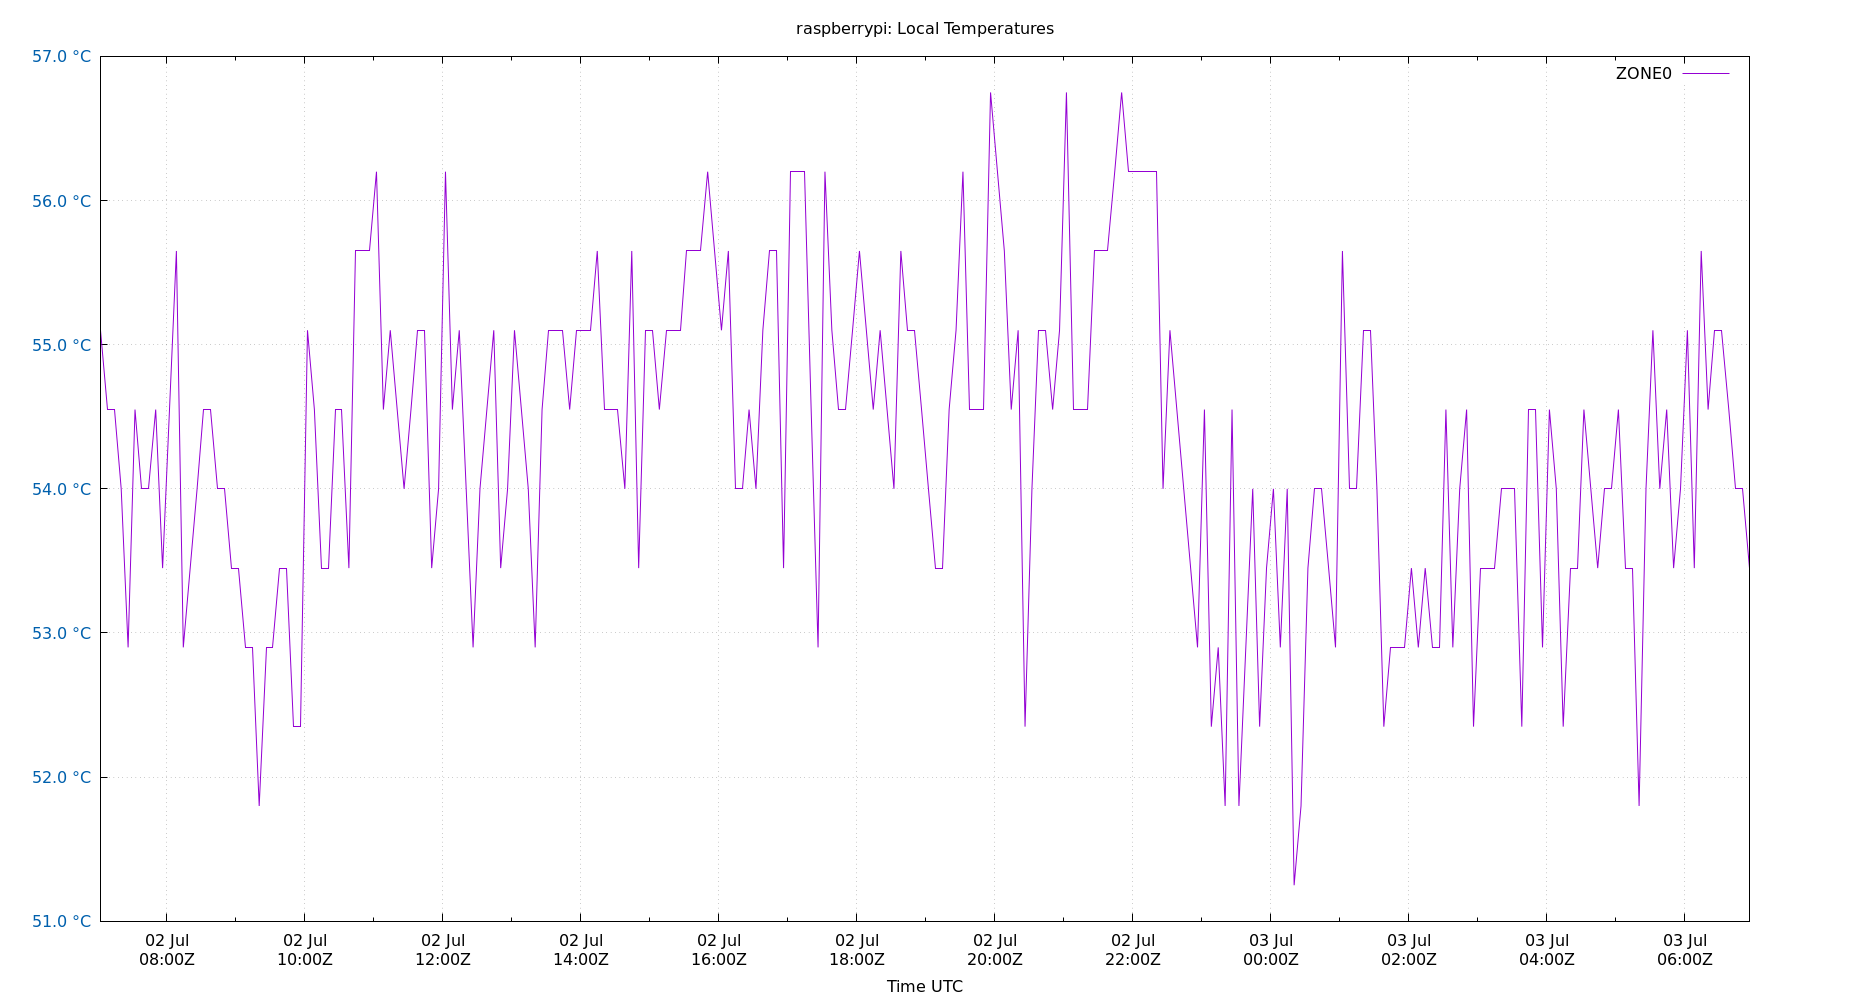 raspberrypi: Local Temperatures
57.0 °C
ZONE0
56.0 °C
55.0 °C
54.0 °C
53.0 °C
52.0 °C
51.0 °C
02 Jul 02 Jul 02 Jul 02 Jul 02 Jul 02 Jul 02 Jul 02 Jul 03 Jul 03 Jul 03 Jul 03 Jul
08:00Z 10:00Z 12:00Z 14:00Z 16:00Z 18:00Z 20:00Z 22:00Z 00:00Z 02:00Z 04:00Z 06:00Z
Time UTC